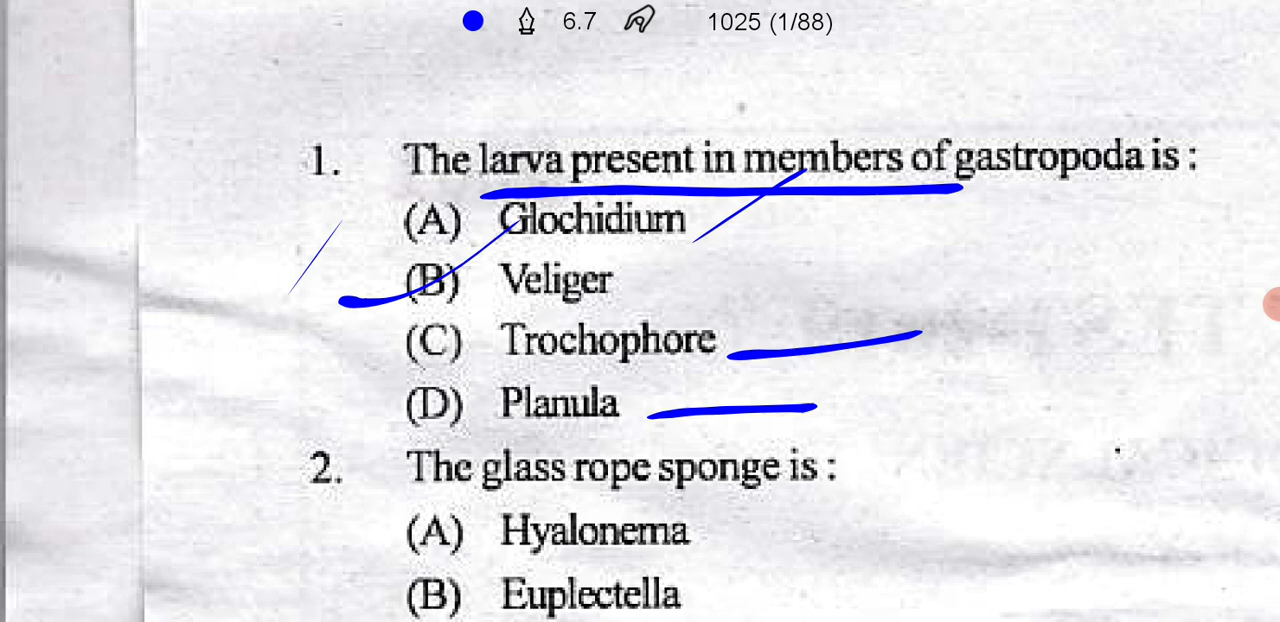 6.7 1025 (1/88)
1. The larva present in members of gastropoda is :
(A) Glochidium
(B) Veliger
(C) Trochophore
(D) Planula
2. The glass rope sponge is :
(A) Hyalonema
(B) Euplectella